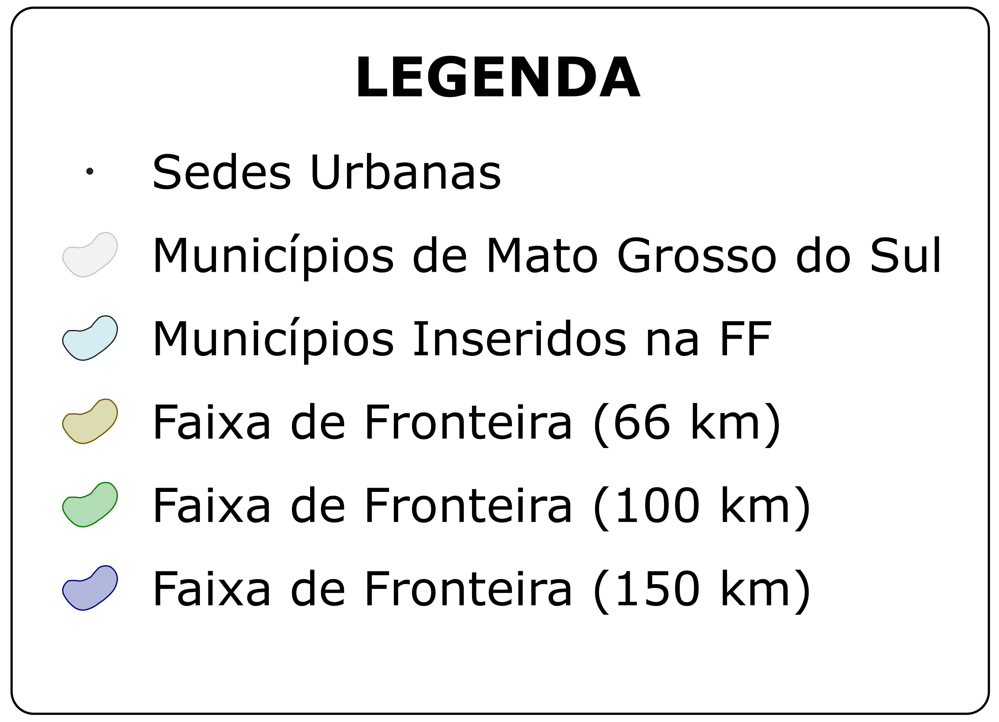 LEGENDA
Sedes Urbanas
Municípios de Mato Grosso do Sul
Municípios Inseridos na FF
Faixa de Fronteira (66 km)
Faixa de Fronteira (100 km)
Faixa de Fronteira (150 km)